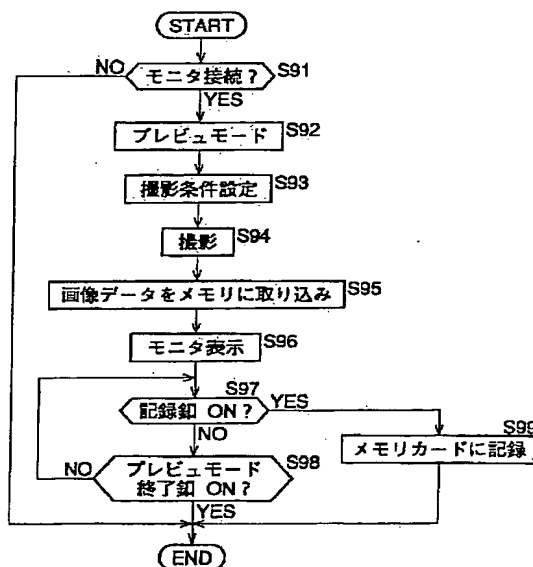 START
NO
モニタ接続?
S91
YES
プレビュモード
S92
撮影条件設定
S93
撮影
S94
画像データをメモリに取り込み
S95
モニタ表示
S96
S97
記録釦 ON?
YES
NO
S99
メモリカードに記録
NO
プレビュモード
終了釦 ON?
S98
YES
END